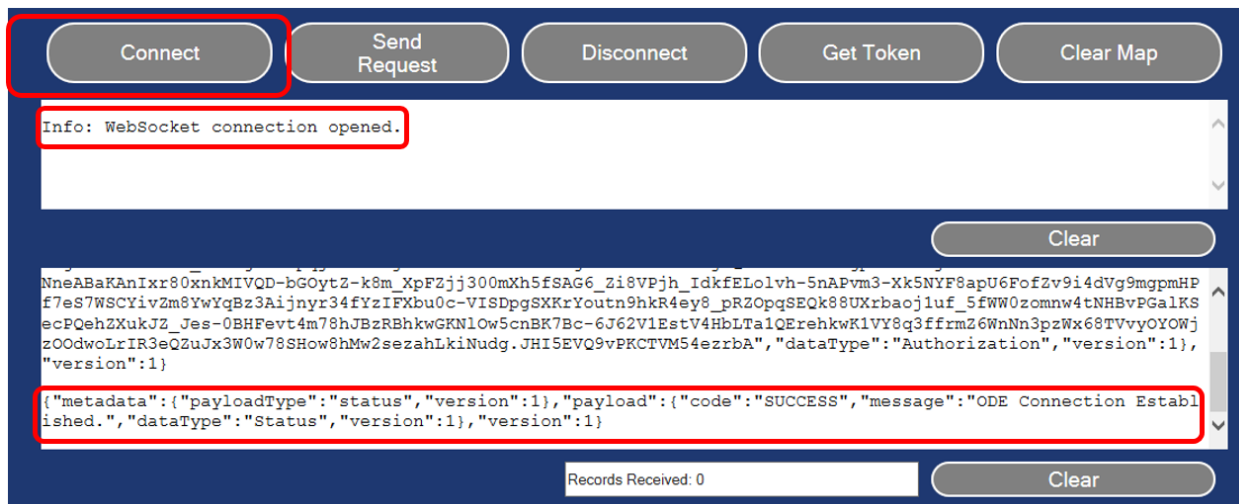 Connect
Send
Request
Disconnect
Get Token
Clear Map
Info: WebSocket connection opened.
Clear
NneABaKAnIxr80xnkMIVQD-bGOytZ-k8m_XpFZjj300mXh5fSAG6_Zi8VPjh_IdkfELolvh-5nAPvm3-Xk5NYF8apU6FofZv9i4dVg9mgpmHP
f7eS7WSCYivZm8YwYqBz3Aijnyr34fYzIFXbu0c-VISDpgSXKrYoutn9hkR4ey8_pRZOpqSEQk88UXrbaoj1uf_5fWW0zomnw4tNHBvPGalKS
ecPQehZXukJZ_Jes-0BHFevt4m78hJBzRBhkwGKNlOw5cnBK7Bc-6J62V1EstV4HbLTa1QErehkwK1VY8q3ffrmZ6WnNn3pzWx68TVvyOYOWj
zOOdwoLrIR3eQZuJx3W0w78SHow8hMw2sezahLkiNudg.JHI5EVQ9vPKCTVM54ezrbA","dataType":"Authorization","version":1},
"version":1}
{"metadata":{"payloadType":"status","version":1},"payload":{"code":"SUCCESS","message":"ODE Connection Establ
ished.","dataType":"Status","version":1},"version":1}
Records Received: 0
Clear